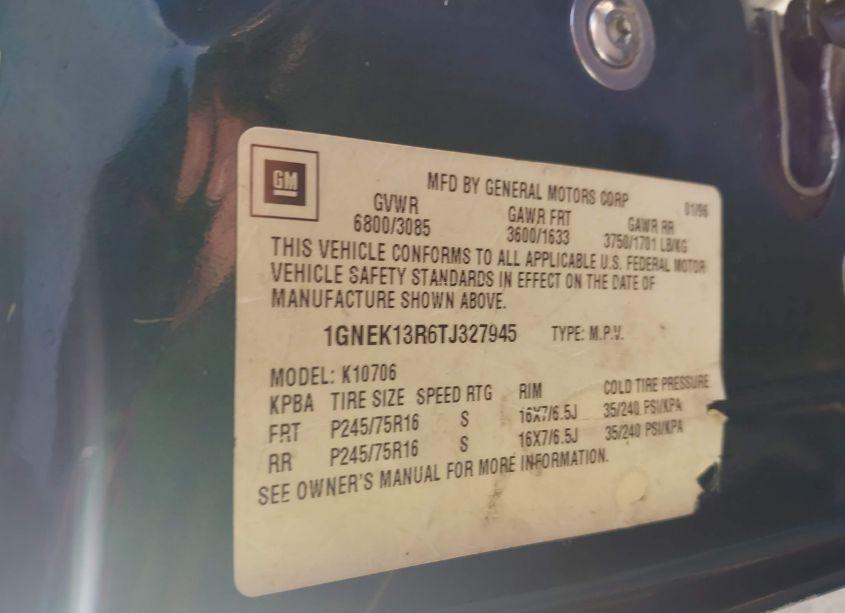 GM
MFD BY GENERAL MOTORS CORP 01/96
GVWR GAWR FRT GAWR RR
6800/3085 3600/1633 3750/1701 LB/KG
THIS VEHICLE CONFORMS TO ALL APPLICABLE U.S. FEDERAL MOTOR
VEHICLE SAFETY STANDARDS IN EFFECT ON THE DATE OF
MANUFACTURE SHOWN ABOVE.
1GNEK13R6TJ327945 TYPE: M.P.V.
MODEL: K10706
KPBA TIRE SIZE SPEED RTG RIM COLD TIRE PRESSURE
FRT P245/75R16 S 16X7/6.5J 35/240 PSI/KPA
RR P245/75R16 S 16X7/6.5J 35/240 PSI/KPA
SEE OWNER'S MANUAL FOR MORE INFORMATION.